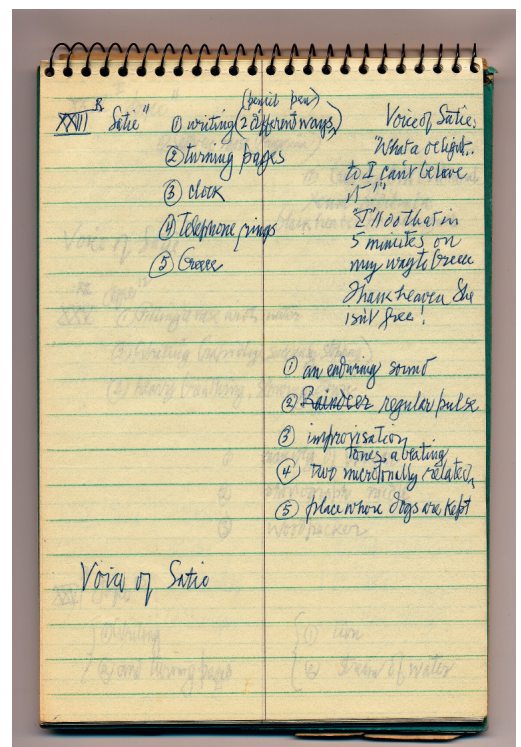 XXIII R "Satie"
(pencil pen)
① writing (2 different ways)
② turning pages
③ clock
④ Telephone rings
⑤ Greece
Voice of Satie:
"What a delight..
to I can't believe
it!"
"I'll do that in
5 minutes on
my way to Greece
Thank heaven She
isn't free!
① an enduring sound
② regular pulse
③ improvisation
tones, beating
④ two microtonally related
⑤ place where dogs are kept
Voice of Satie